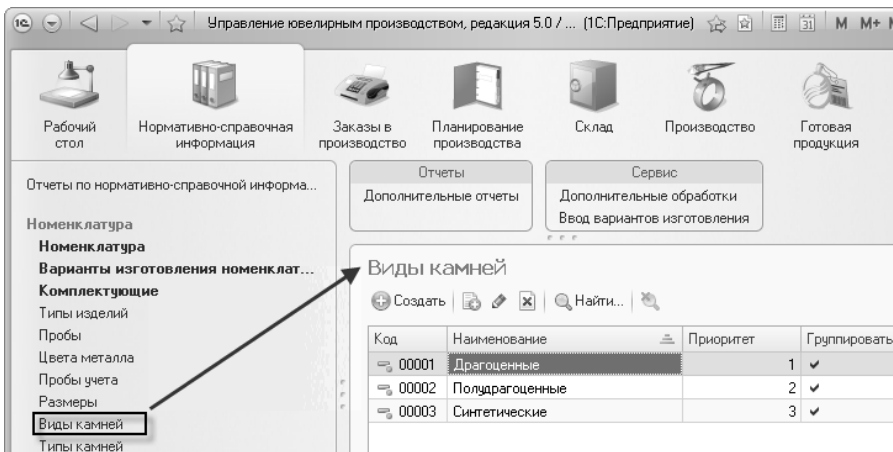 Управление ювелирным производством, редакция 5.0 / ... (1С:Предприятие) 31 M M+
Рабочий стол
Нормативно-справочная информация
Заказы в производство
Планирование производства
Склад
Производство
Готовая продукция
Отчеты по нормативно-справочной информа...
Номенклатура
Номенклатура
Варианты изготовления номенклат...
Комплектующие
Типы изделий
Пробы
Цвета металла
Пробы учета
Размеры
Виды камней
Типы камней
Отчеты
Дополнительные отчеты
Сервис
Дополнительные обработки
Ввод вариантов изготовления
Виды камней
Создать Найти...
Код Наименование Приоритет Группировать
00001 Драгоценные 1
00002 Полудрагоценные 2
00003 Синтетические 3